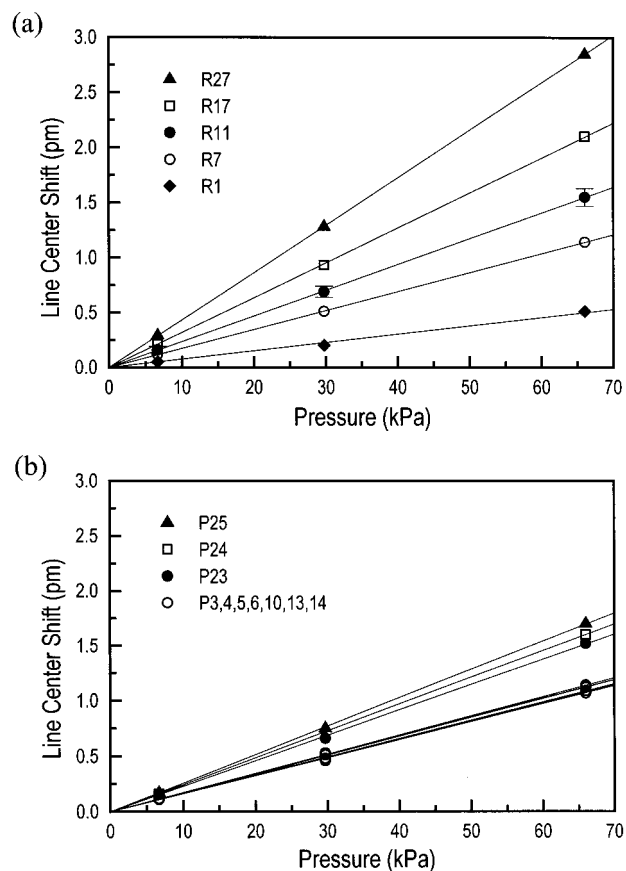 (a)
3.0
2.5
2.0
1.5
1.0
0.5
0.0
Line Center Shift (pm)
R27
R17
R11
R7
R1
0 10 20 30 40 50 60 70
Pressure (kPa)
(b)
3.0
2.5
2.0
1.5
1.0
0.5
0.0
Line Center Shift (pm)
P25
P24
P23
P3,4,5,6,10,13,14
0 10 20 30 40 50 60 70
Pressure (kPa)